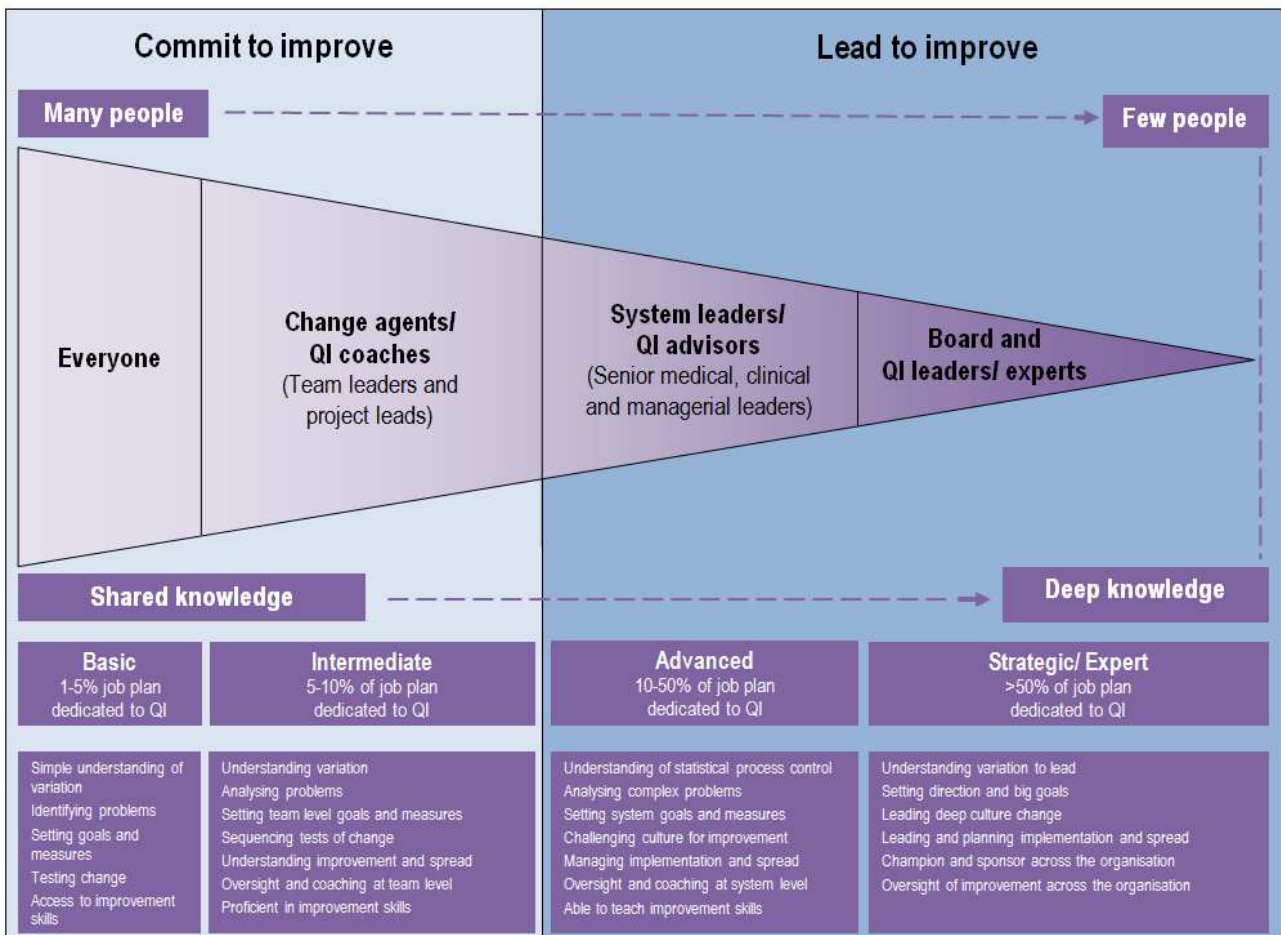 Commit to improve
Lead to improve
Many people
Few people
Everyone
Change agents/
QI coaches
(Team leaders and
project leads)
System leaders/
QI advisors
(Senior medical, clinical
and managerial leaders)
Board and
QI leaders/ experts
Shared knowledge
Deep knowledge
Basic
1-5% job plan
dedicated to QI
Intermediate
5-10% of job plan
dedicated to QI
Advanced
10-50% of job plan
dedicated to QI
Strategic/ Expert
>50% of job plan
dedicated to QI
Simple understanding of
variation
Identifying problems
Setting goals and
measures
Testing change
Access to improvement
skills
Understanding variation
Analysing problems
Setting team level goals and measures
Sequencing tests of change
Understanding improvement and spread
Oversight and coaching at team level
Proficient in improvement skills
Understanding of statistical process control
Analysing complex problems
Setting system goals and measures
Challenging culture for improvement
Managing implementation and spread
Oversight and coaching at system level
Able to teach improvement skills
Understanding variation to lead
Setting direction and big goals
Leading deep culture change
Leading and planning implementation and spread
Champion and sponsor across the organisation
Oversight of improvement across the organisation